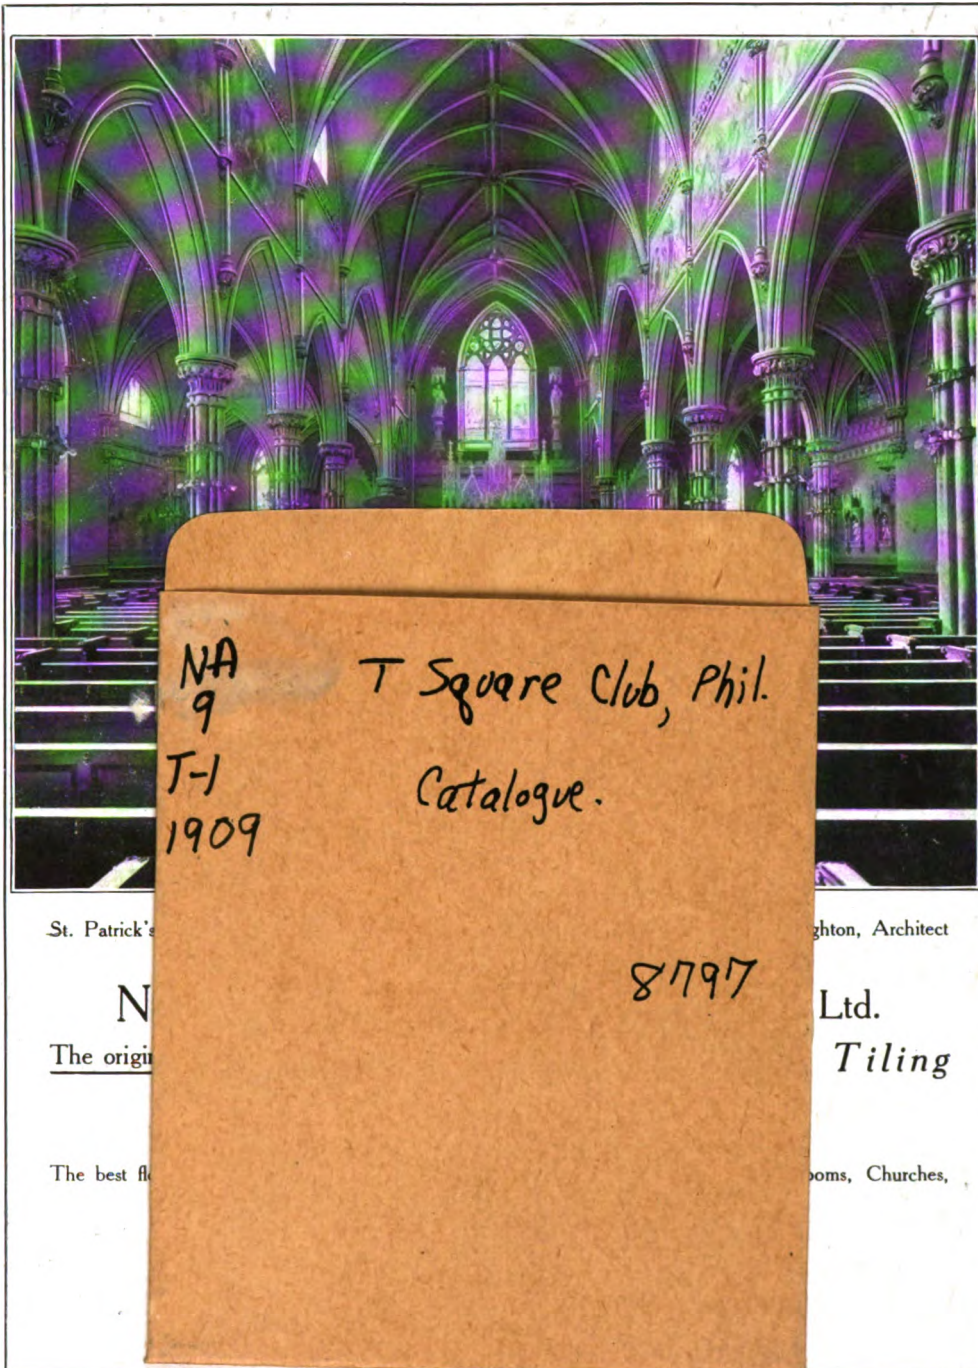 NA
9
T-1
1909
T Square Club, Phil.
Catalogue.
8797
St. Patrick's
ghton, Architect
N
Ltd.
The origi
Tiling
The best fl
ooms, Churches,